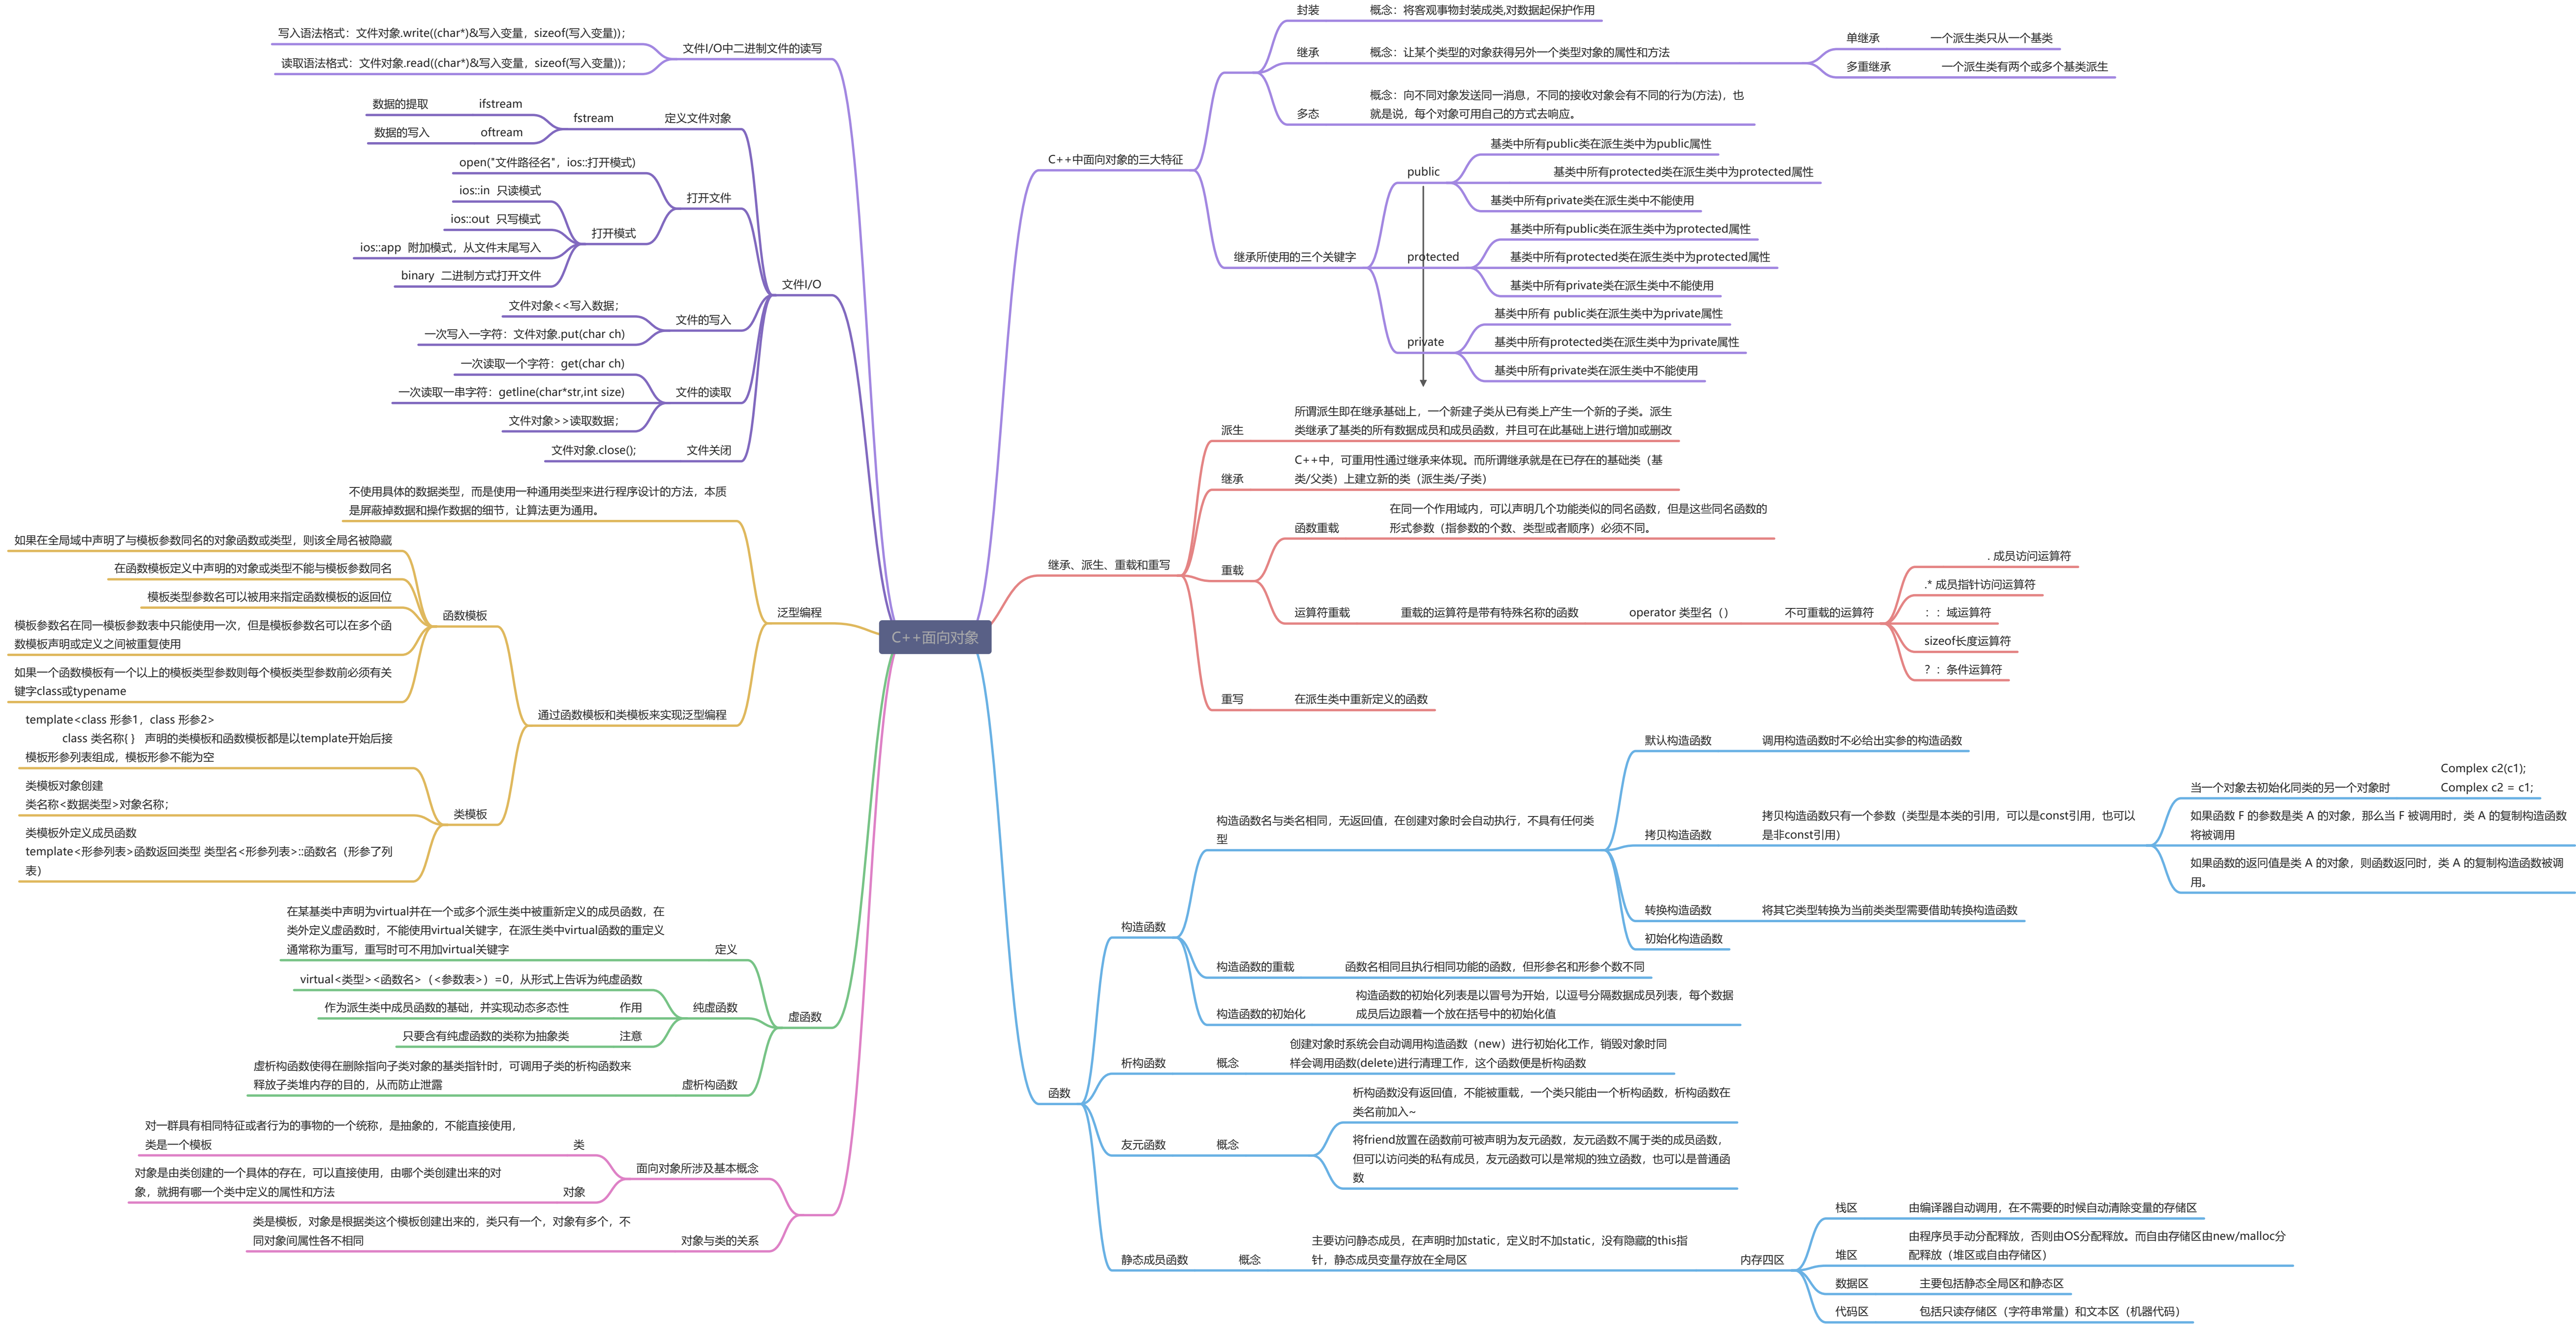 C++面向对象
C++中面向对象的三大特征
封装
概念：将客观事物封装成类,对数据起保护作用
继承
概念：让某个类型的对象获得另外一个类型对象的属性和方法
单继承
一个派生类只从一个基类
多重继承
一个派生类有两个或多个基类派生
多态
概念：向不同对象发送同一消息，不同的接收对象会有不同的行为(方法)，也
就是说，每个对象可用自己的方式去响应。
继承所使用的三个关键字
public
基类中所有public类在派生类中为public属性
基类中所有protected类在派生类中为protected属性
基类中所有private类在派生类中不能使用
protected
基类中所有public类在派生类中为protected属性
基类中所有protected类在派生类中为protected属性
基类中所有private类在派生类中不能使用
private
基类中所有 public类在派生类中为private属性
基类中所有protected类在派生类中为private属性
基类中所有private类在派生类中不能使用
继承、派生、重载和重写
派生
所谓派生即在继承基础上，一个新建子类从已有类上产生一个新的子类。派生
类继承了基类的所有数据成员和成员函数，并且可在此基础上进行增加或删改
继承
C++中，可重用性通过继承来体现。而所谓继承就是在已存在的基础类（基
类/父类）上建立新的类（派生类/子类）
重载
函数重载
在同一个作用域内，可以声明几个功能类似的同名函数，但是这些同名函数的
形式参数（指参数的个数、类型或者顺序）必须不同。
运算符重载
重载的运算符是带有特殊名称的函数
operator 类型名（）
不可重载的运算符
. 成员访问运算符
.* 成员指针访问运算符
：：域运算符
sizeof长度运算符
？：条件运算符
重写
在派生类中重新定义的函数
函数
构造函数
构造函数名与类名相同，无返回值，在创建对象时会自动执行，不具有任何类
型
默认构造函数
调用构造函数时不必给出实参的构造函数
拷贝构造函数
拷贝构造函数只有一个参数（类型是本类的引用，可以是const引用，也可以
是非const引用）
当一个对象去初始化同类的另一个对象时
Complex c2(c1);
Complex c2 = c1;
如果函数 F 的参数是类 A 的对象，那么当 F 被调用时，类 A 的复制构造函数
将被调用
如果函数的返冋值是类 A 的对象，则函数返冋时，类 A 的复制构造函数被调
用。
转换构造函数
将其它类型转换为当前类类型需要借助转换构造函数
初始化构造函数
构造函数的重载
函数名相同且执行相同功能的函数，但形参名和形参个数不同
构造函数的初始化
构造函数的初始化列表是以冒号为开始，以逗号分隔数据成员列表，每个数据
成员后边跟着一个放在括号中的初始化值
析构函数
概念
创建对象时系统会自动调用构造函数（new）进行初始化工作，销毁对象时同
样会调用函数(delete)进行清理工作，这个函数便是析构函数
友元函数
概念
析构函数没有返回值，不能被重载，一个类只能由一个析构函数，析构函数在
类名前加入~
将friend放置在函数前可被声明为友元函数，友元函数不属于类的成员函数，
但可以访问类的私有成员，友元函数可以是常规的独立函数，也可以是普通函
数
静态成员函数
概念
主要访问静态成员，在声明时加static，定义时不加static，没有隐藏的this指
针，静态成员变量存放在全局区
内存四区
栈区
由编译器自动调用，在不需要的时候自动清除变量的存储区
堆区
由程序员手动分配释放，否则由OS分配释放。而自由存储区由new/malloc分
配释放（堆区或自由存储区）
数据区
主要包括静态全局区和静态区
代码区
包括只读存储区（字符串常量）和文本区（机器代码）
文件I/O中二进制文件的读写
写入语法格式：文件对象.write((char*)&写入变量，sizeof(写入变量));
读取语法格式：文件对象.read((char*)&写入变量，sizeof(写入变量));
文件I/O
定义文件对象
fstream
数据的提取
ifstream
数据的写入
oftream
打开文件
open("文件路径名"，ios::打开模式)
打开模式
ios::in 只读模式
ios::out 只写模式
ios::app 附加模式，从文件末尾写入
binary 二进制方式打开文件
文件的写入
文件对象<<写入数据；
一次写入一字符：文件对象.put(char ch)
文件的读取
一次读取一个字符：get(char ch)
一次读取一串字符：getline(char*str,int size)
文件对象>>读取数据；
文件关闭
文件对象.close();
泛型编程
不使用具体的数据类型，而是使用一种通用类型来进行程序设计的方法，本质
是屏蔽掉数据和操作数据的细节，让算法更为通用。
通过函数模板和类模板来实现泛型编程
函数模板
如果在全局域中声明了与模板参数同名的对象函数或类型，则该全局名被隐藏
在函数模板定义中声明的对象或类型不能与模板参数同名
模板类型参数名可以被用来指定函数模板的返回位
模板参数名在同一模板参数表中只能使用一次，但是模板参数名可以在多个函
数模板声明或定义之间被重复使用
如果一个函数模板有一个以上的模板类型参数则每个模板类型参数前必须有关
键字class或typename
类模板
template<class 形参1，class 形参2>
class 类名称{ } 声明的类模板和函数模板都是以template开始后接
模板形参列表组成，模板形参不能为空
类模板对象创建
类名称<数据类型>对象名称；
类模板外定义成员函数
template<形参列表>函数返回类型 类型名<形参列表>::函数名（形参了列
表）
虚函数
定义
在某基类中声明为virtual并在一个或多个派生类中被重新定义的成员函数，在
类外定义虚函数时，不能使用virtual关键字，在派生类中virtual函数的重定义
通常称为重写，重写时可不用加virtual关键字
纯虚函数
virtual<类型><函数名>（<参数表>）=0，从形式上告诉为纯虚函数
作用
作为派生类中成员函数的基础，并实现动态多态性
注意
只要含有纯虚函数的类称为抽象类
虚析构函数
虚析构函数使得在删除指向子类对象的基类指针时，可调用子类的析构函数来
释放子类堆内存的目的，从而防止泄露
面向对象所涉及基本概念
类
对一群具有相同特征或者行为的事物的一个统称，是抽象的，不能直接使用，
类是一个模板
对象
对象是由类创建的一个具体的存在，可以直接使用，由哪个类创建出来的对
象，就拥有哪一个类中定义的属性和方法
对象与类的关系
类是模板，对象是根据类这个模板创建出来的，类只有一个，对象有多个，不
同对象间属性各不相同